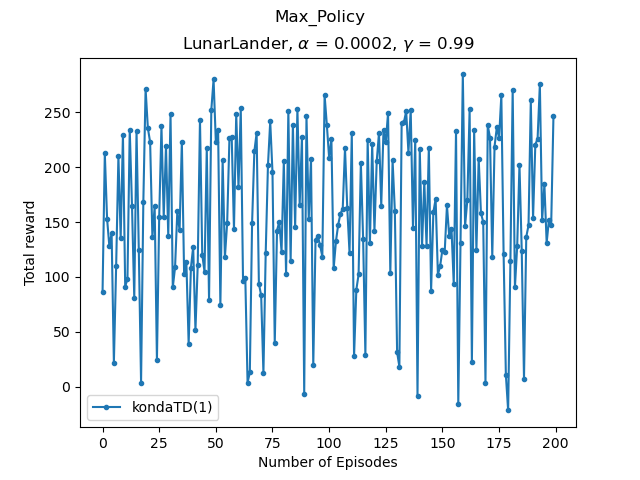 Max_Policy
LunarLander, α = 0.0002, γ = 0.99
Total reward
250
200
150
100
50
0
kondaTD(1)
0 25 50 75 100 125 150 175 200
Number of Episodes